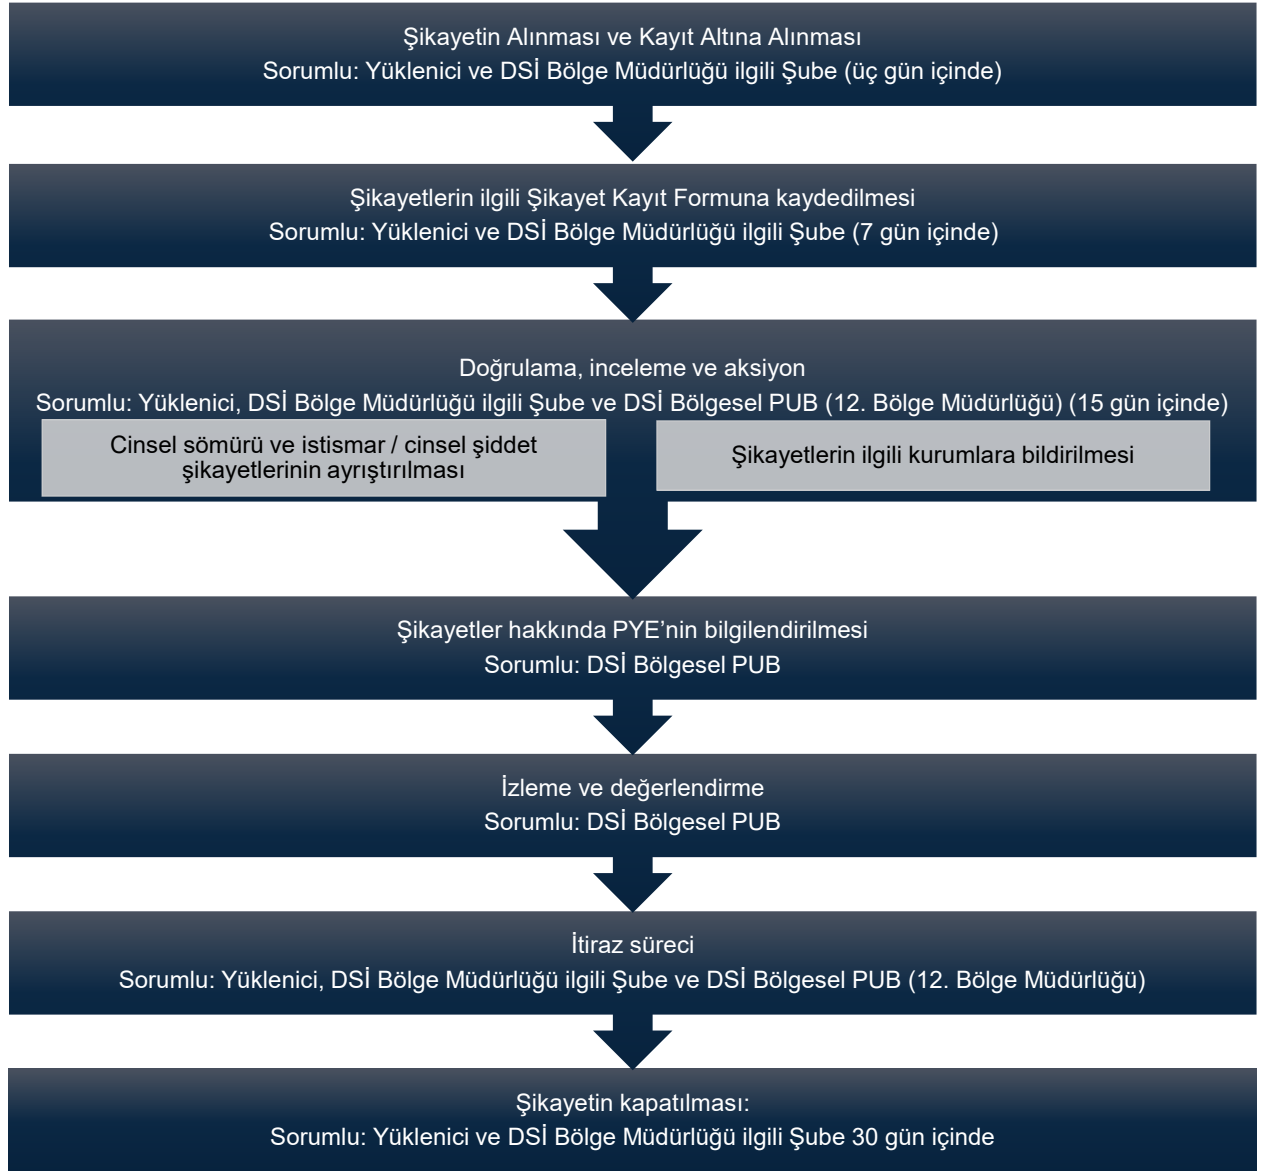 Şikayetin Alınması ve Kayıt Altına Alınması
Sorumlu: Yüklenici ve DSİ Bölge Müdürlüğü ilgili Şube (üç gün içinde)
Şikayetlerin ilgili Şikayet Kayıt Formuna kaydedilmesi
Sorumlu: Yüklenici ve DSİ Bölge Müdürlüğü ilgili Şube (7 gün içinde)
Doğrulama, inceleme ve aksiyon
Sorumlu: Yüklenici, DSİ Bölge Müdürlüğü ilgili Şube ve DSİ Bölgesel PUB (12. Bölge Müdürlüğü) (15 gün içinde)
Cinsel sömürü ve istismar / cinsel şiddet
şikayetlerinin ayrıştırılması
Şikayetlerin ilgili kurumlara bildirilmesi
Şikayetler hakkında PYE’nin bilgilendirilmesi
Sorumlu: DSİ Bölgesel PUB
İzleme ve değerlendirme
Sorumlu: DSİ Bölgesel PUB
İtiraz süreci
Sorumlu: Yüklenici, DSİ Bölge Müdürlüğü ilgili Şube ve DSİ Bölgesel PUB (12. Bölge Müdürlüğü)
Şikayetin kapatılması:
Sorumlu: Yüklenici ve DSİ Bölge Müdürlüğü ilgili Şube 30 gün içinde